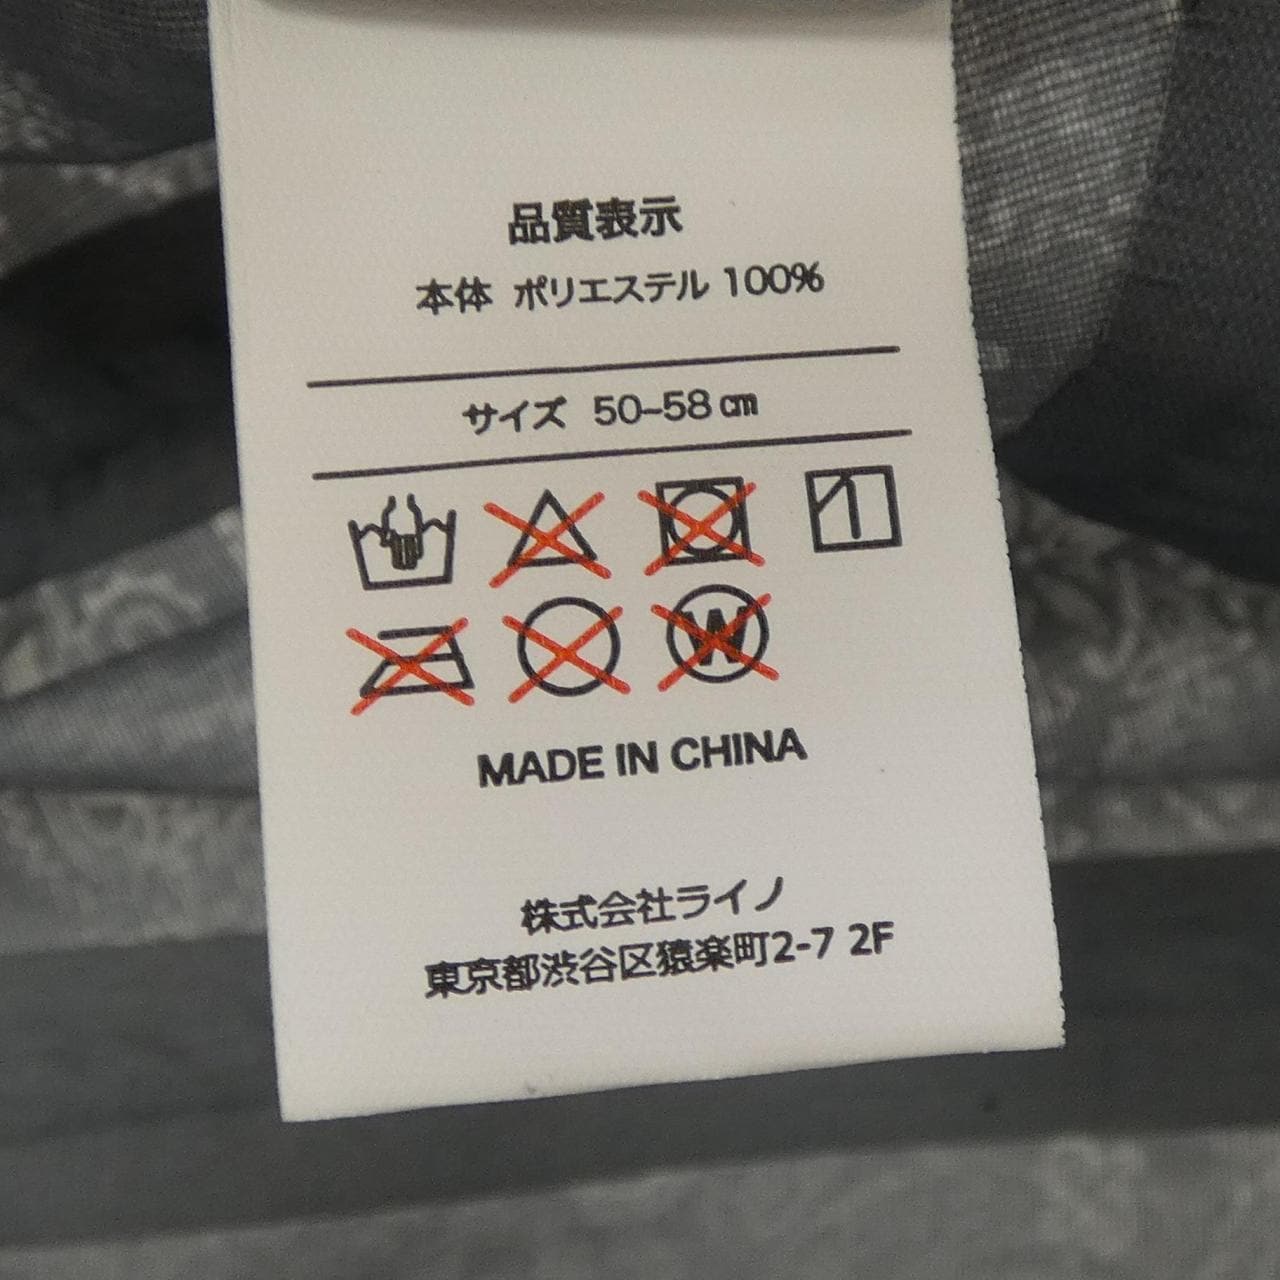 品質表示
本体 ポリエステル 100%
サイズ 50-58㎝
W
MADE IN CHINA
株式会社ライノ
東京都渋谷区猿楽町2-7 2F